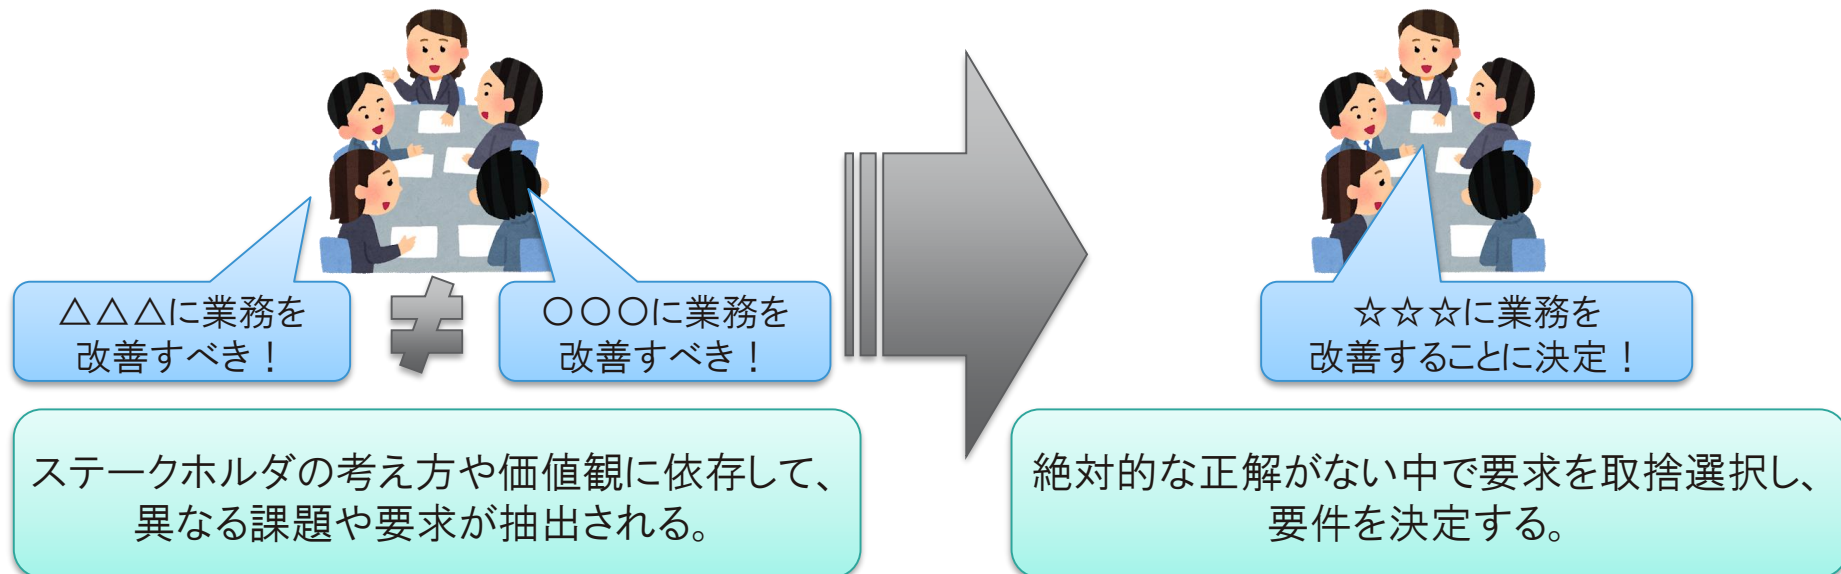 △△△に業務を
改善すべき！
≠
○○○に業務を
改善すべき！
ステークホルダの考え方や価値観に依存して、
異なる課題や要求が抽出される。
☆☆☆に業務を
改善することに決定！
絶対的な正解がない中で要求を取捨選択し、
要件を決定する。